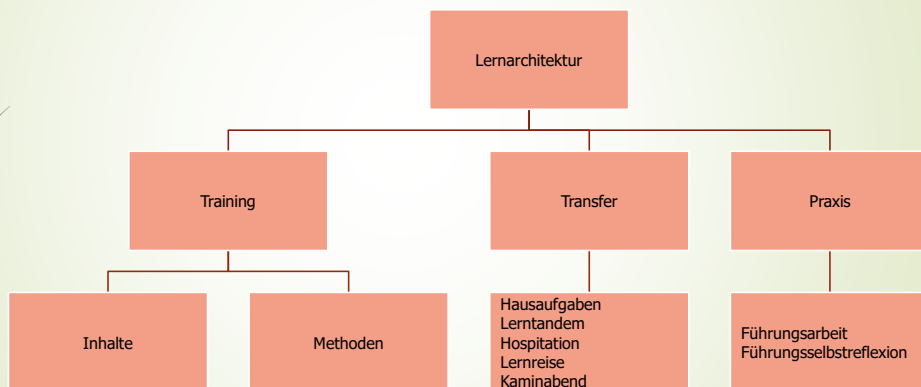 Lernarchitektur
Training
Transfer
Praxis
Inhalte
Methoden
Hausaufgaben
Lerntandem
Hospitation
Lernreise
Kaminabend
Führungsarbeit
Führungsselbstreflexion